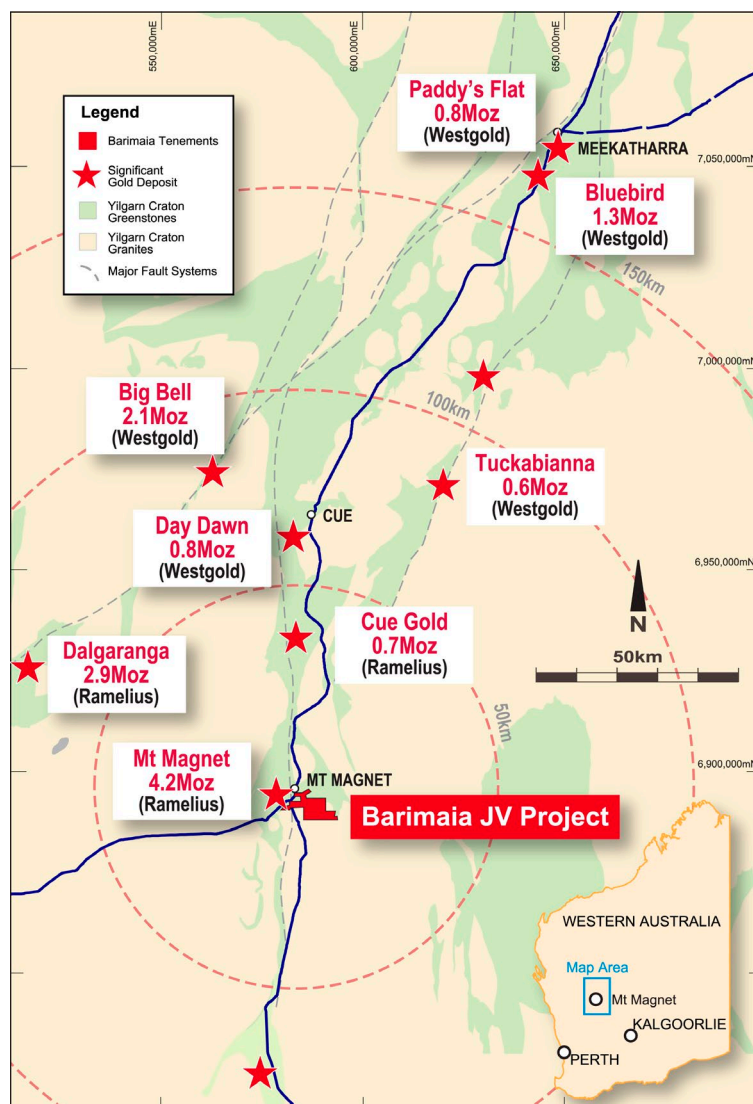 550,000mE
600,000mE
650,000mE
Legend
Barimaia Tenements
Significant
Gold Deposit
Yilgarn Craton
Greenstones
Yilgarn Craton
Granites
Major Fault Systems
Paddy's Flat
0.8Moz
(Westgold)
MEEKATHARRA
7,050,000mN
Bluebird
1.3Moz
(Westgold)
150km
7,000,000mN
Big Bell
2.1Moz
(Westgold)
100km
Tuckabianna
0.6Moz
(Westgold)
CUE
Day Dawn
0.8Moz
(Westgold)
6,950,000mN
Cue Gold
0.7Moz
(Ramelius)
N
50km
Dalgaranga
2.9Moz
(Ramelius)
50km
Mt Magnet
4.2Moz
(Ramelius)
MT MAGNET
6,900,000mN
Barimaia JV Project
WESTERN AUSTRALIA
Map Area
Mt Magnet
KALGOORLIE
PERTH